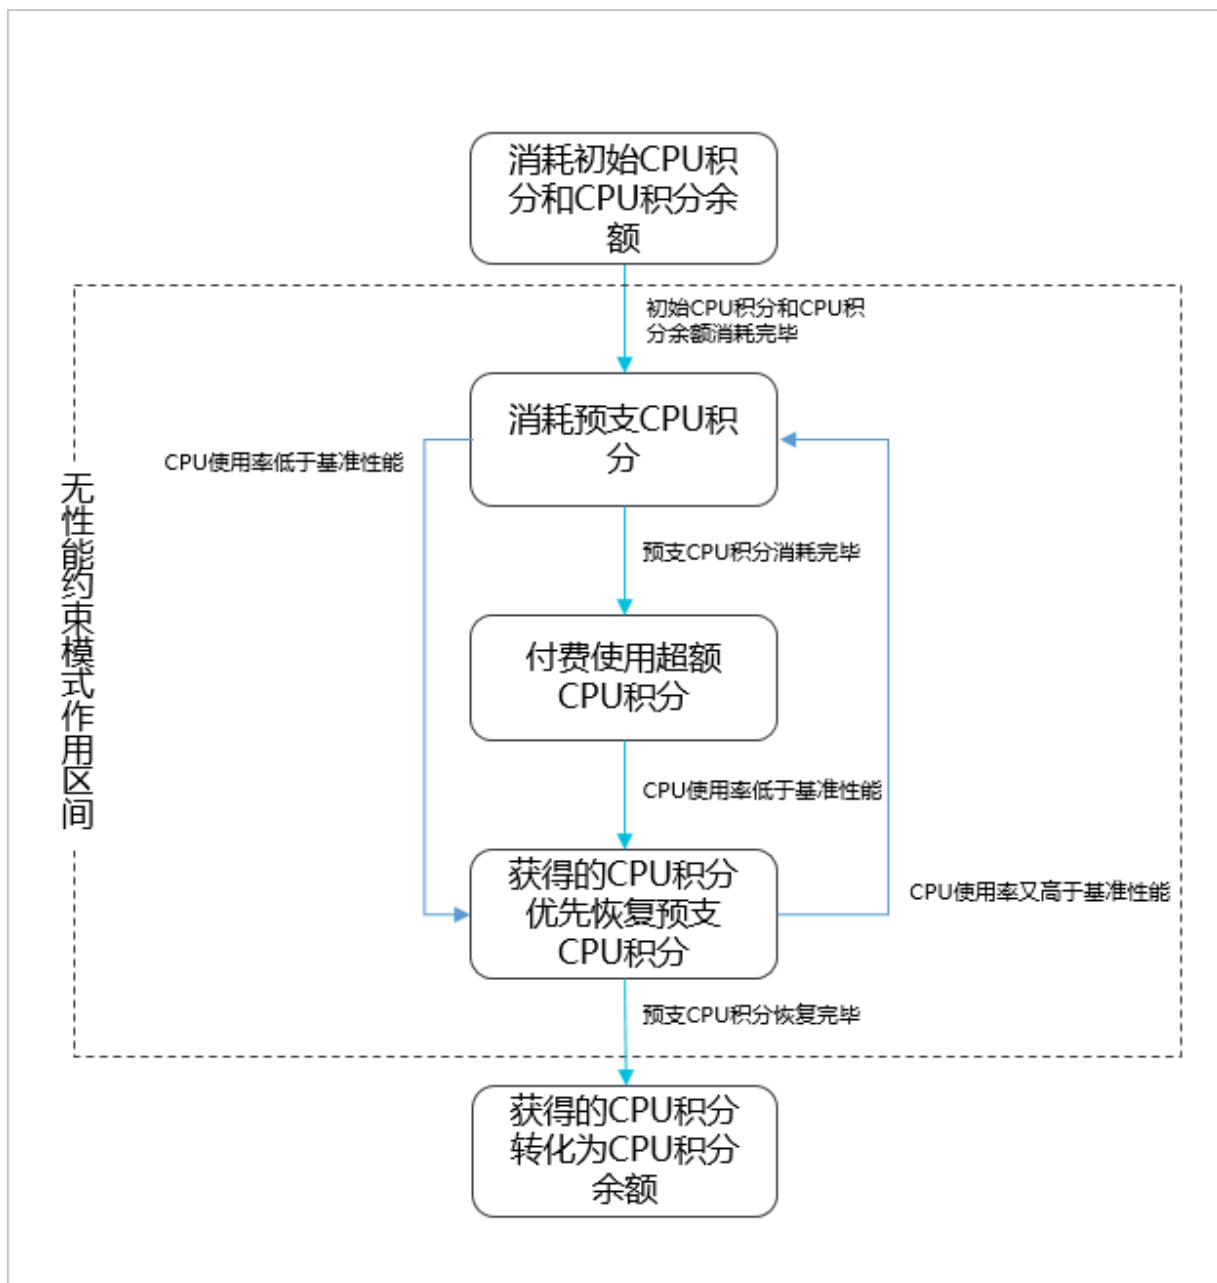 消耗初始CPU积
分和CPU积分余
额
初始CPU积分和CPU积
分余额消耗完毕
消耗预支CPU积
分
CPU使用率低于基准性能
无性能约束模式作用区间
预支CPU积分消耗完毕
付费使用超额
CPU积分
CPU使用率低于基准性能
获得的CPU积分
优先恢复预支
CPU积分
CPU使用率又高于基准性能
预支CPU积分恢复完毕
获得的CPU积分
转化为CPU积分
余额